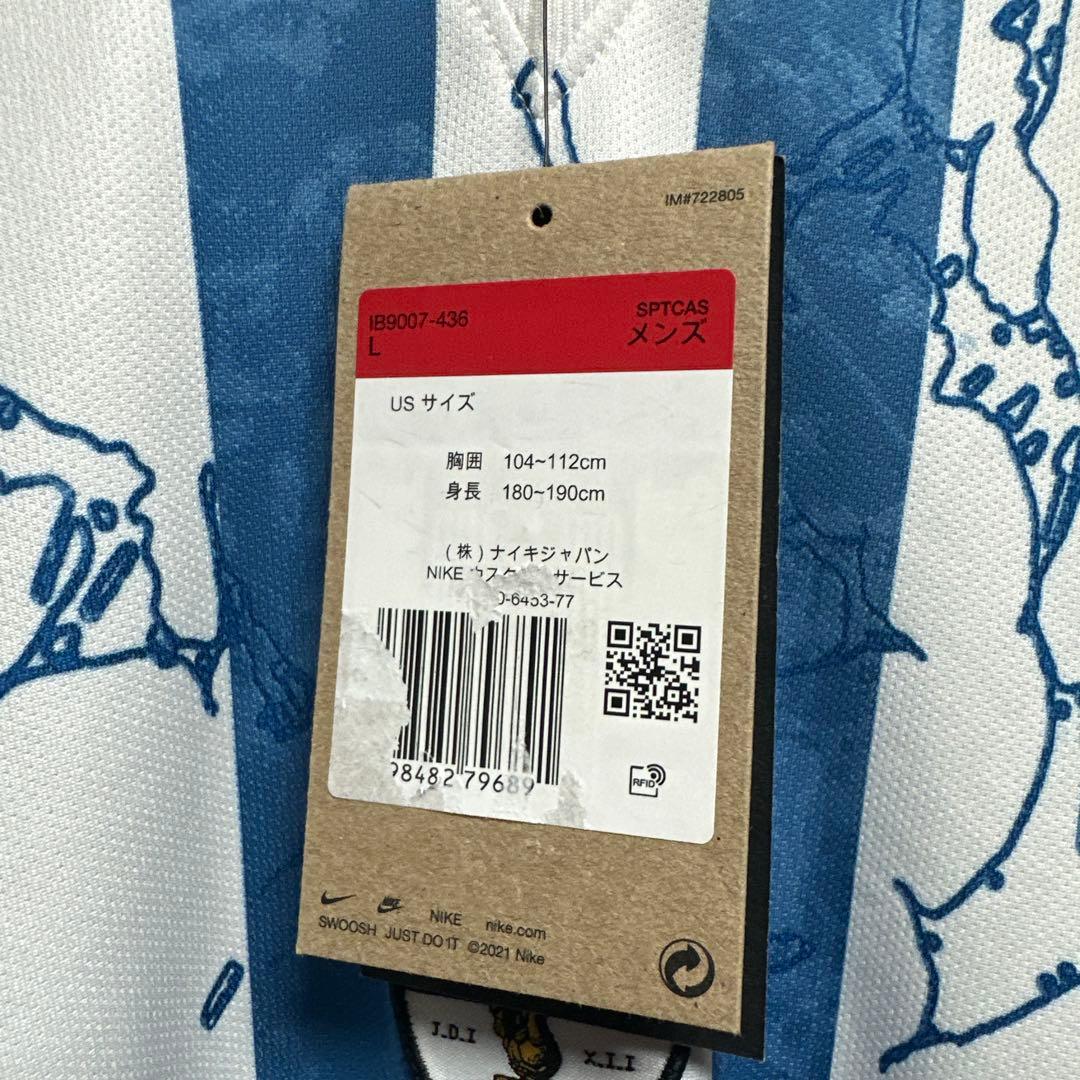 IM#722805
IB9007-436
L
SPTCAS
メンズ
US サイズ
胸囲 104~112cm
身長 180~190cm
(株)ナイキジャパン
NIKE サービス
0-6453-77
98482 79689
RFID
NIKE nike.com
SWOOSH JUST DO IT ©2021 Nike
J.D.I
X.I.I